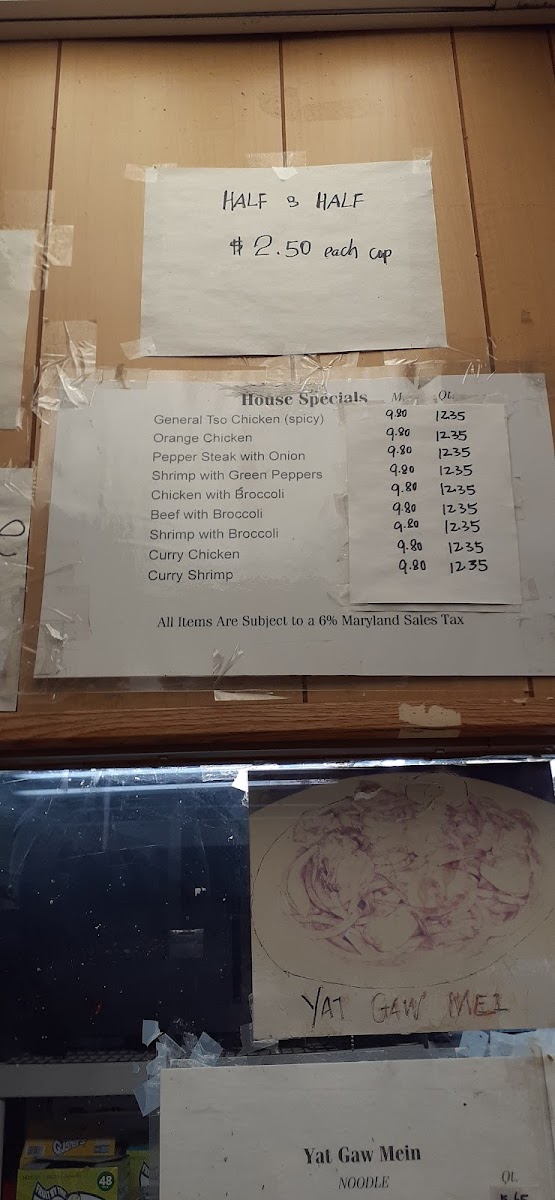 HALF & HALF
$2.50 each cup
House Specials M. Qt.
General Tso Chicken (spicy) 9.80 1235
Orange Chicken 9.80 1235
Pepper Steak with Onion 9.80 1235
Shrimp with Green Peppers 9.80 1235
Chicken with Broccoli 9.80 1235
Beef with Broccoli 9.80 1235
Shrimp with Broccoli 9.80 1235
Curry Chicken 9.80 1235
Curry Shrimp 9.80 1235
All Items Are Subject to a 6% Maryland Sales Tax
YAT GAW MEI
Yat Gaw Mein
NOODLE Qt.
48